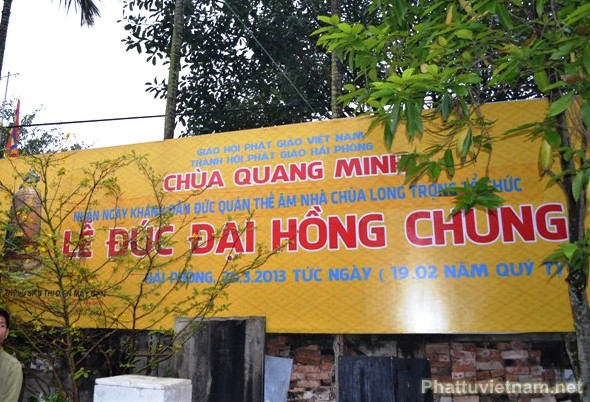 GIÁO HỘI PHẬT GIÁO VIỆT NAM
THÀNH HỘI PHẬT GIÁO HẢI PHÒNG
CHÙA QUANG MINH
NHÂN NGÀY KHÁNH ĐẢN ĐỨC QUÁN THẾ ÂM NHÀ CHÙA LONG TRỌNG TỔ CHỨC
LỄ ĐÚC ĐẠI HỒNG CHUNG
HẢI PHÒNG, 3.2013 TỨC NGÀY ( 19.02 NĂM QUÝ TỴ
Phattuvietnam.net